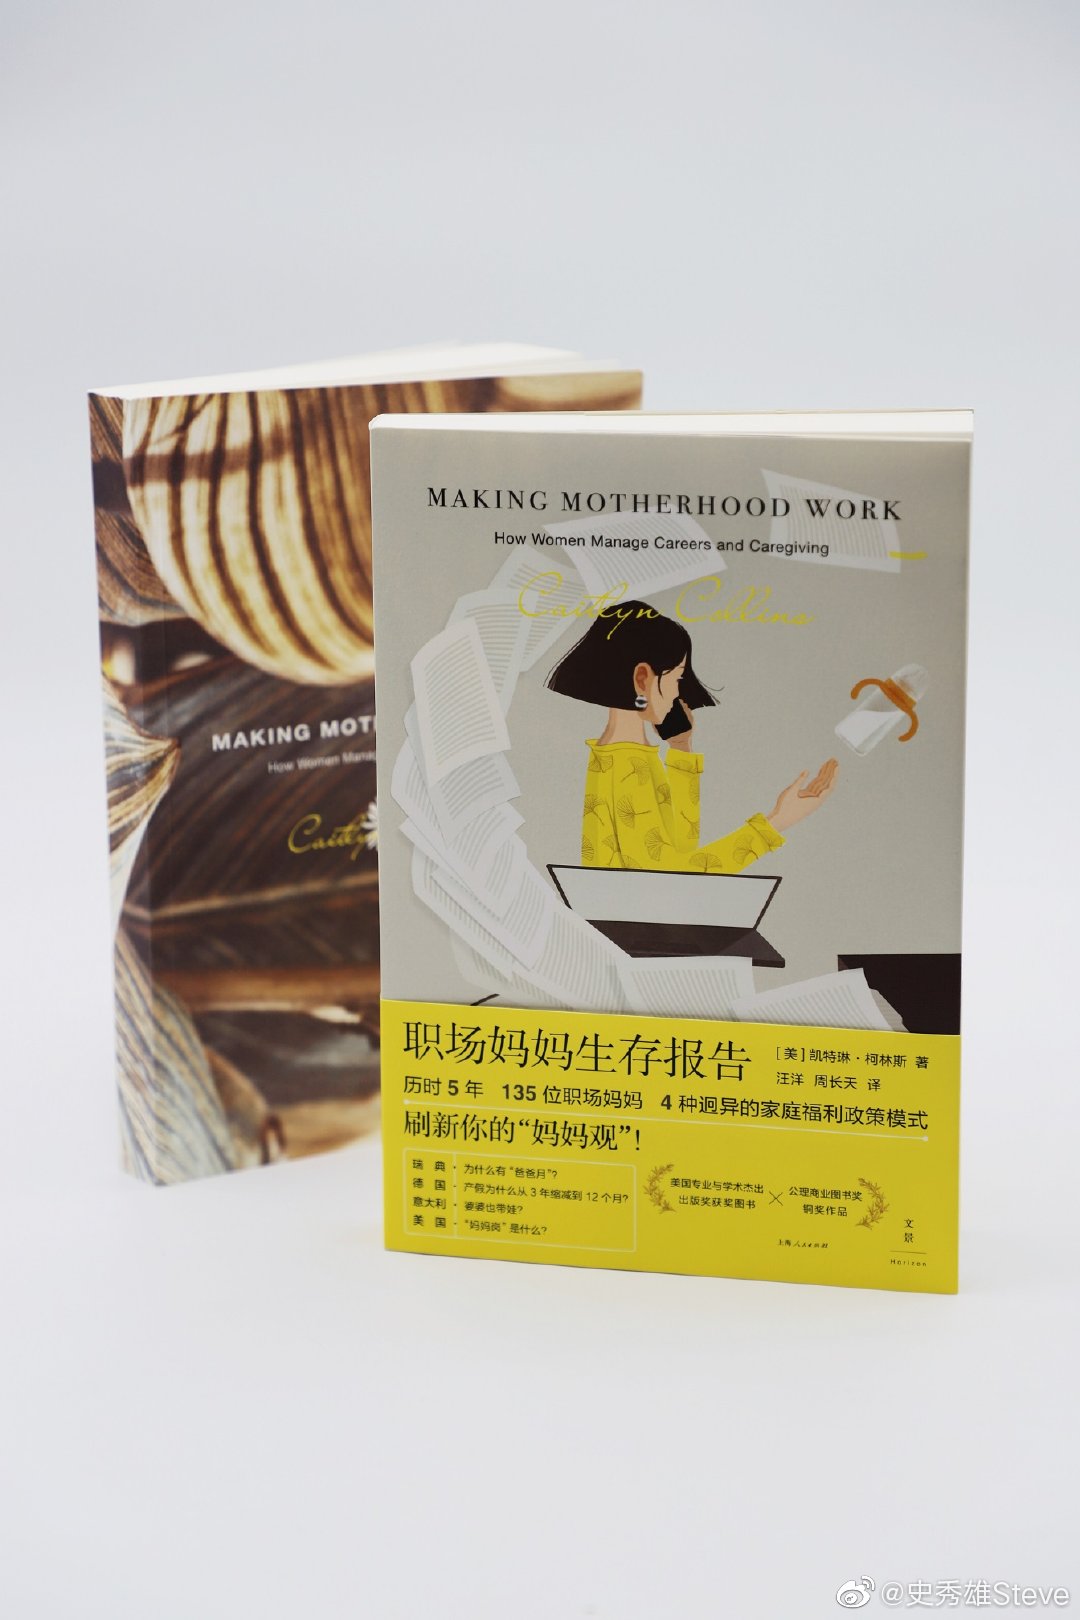 MAKING MOTHERHOOD WORK
How Women Manage Careers and Caregiving
Caitlyn Collins
职场妈妈生存报告
[美] 凯特琳·柯林斯 著
汪洋 周长天 译
历时 5 年 135 位职场妈妈 4 种迥异的家庭福利政策模式
刷新你的“妈妈观”!
瑞 典 · 为什么有“爸爸月”?
德 国 · 产假为什么从 3 年缩减到 12 个月?
意大利 · 婆婆也带娃?
美 国 · “妈妈岗”是什么?
美国专业与学术杰出
出版奖获奖图书
×
公理商业图书奖
铜奖作品
上海人民出版社
文景
Horizon
MAKING MOT
How Women Manag
Caitly
@史秀雄Steve